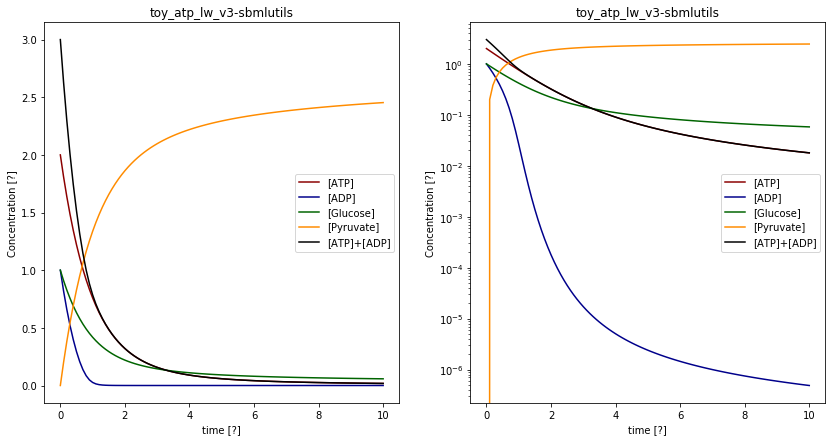 toy_atp_lw_v3-sbmlutils
3.0
2.5
2.0
1.5
1.0
0.5
0.0
Concentration [?]
[ATP]
[ADP]
[Glucose]
[Pyruvate]
[ATP]+[ADP]
0 2 4 6 8 10
time [?]
toy_atp_lw_v3-sbmlutils
10⁰
10⁻¹
10⁻²
10⁻³
10⁻⁴
10⁻⁵
10⁻⁶
Concentration [?]
[ATP]
[ADP]
[Glucose]
[Pyruvate]
[ATP]+[ADP]
0 2 4 6 8 10
time [?]